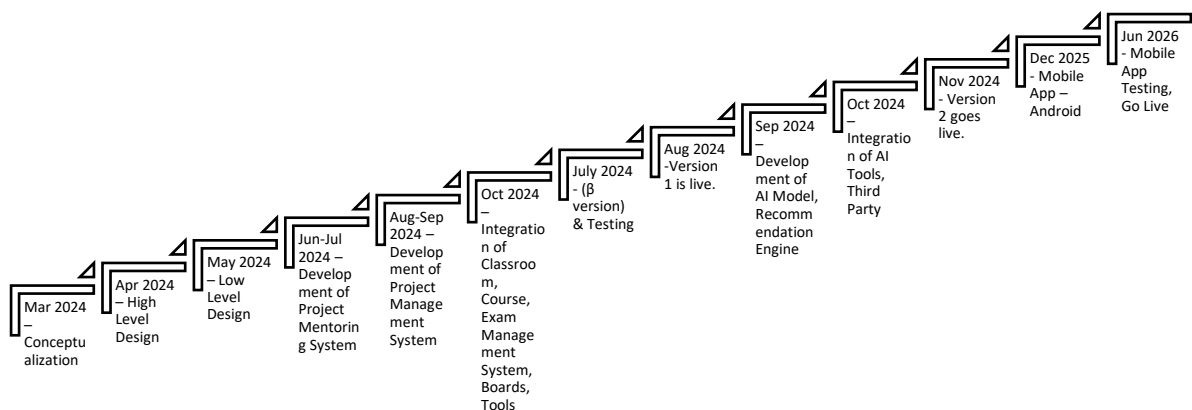 Mar 2024
–
Conceptu
alization
Apr 2024
– High
Level
Design
May 2024
– Low
Level
Design
Jun-Jul
2024 –
Develop
ment of
Project
Mentorin
g System
Aug-Sep
2024 –
Develop
ment of
Project
Manage
ment
System
Oct 2024
–
Integratio
n of
Classroo
m,
Course,
Exam
Manage
ment
System,
Boards,
Tools
July 2024
- (β
version)
& Testing
Aug 2024
-Version
1 is live.
Sep 2024
–
Develop
ment of
AI Model,
Recomm
endation
Engine
Oct 2024
–
Integratio
n of AI
Tools,
Third
Party
Nov 2024
- Version
2 goes
live.
Dec 2025
- Mobile
App –
Android
Jun 2026
- Mobile
App
Testing,
Go Live